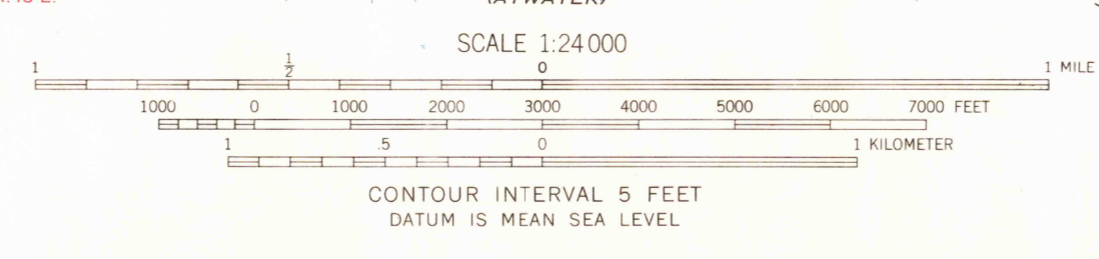 (ATWATER)
SCALE 1:24 000
1 1/2 0 1 MILE
1000 0 1000 2000 3000 4000 5000 6000 7000 FEET
1 .5 0 1 KILOMETER
CONTOUR INTERVAL 5 FEET
DATUM IS MEAN SEA LEVEL